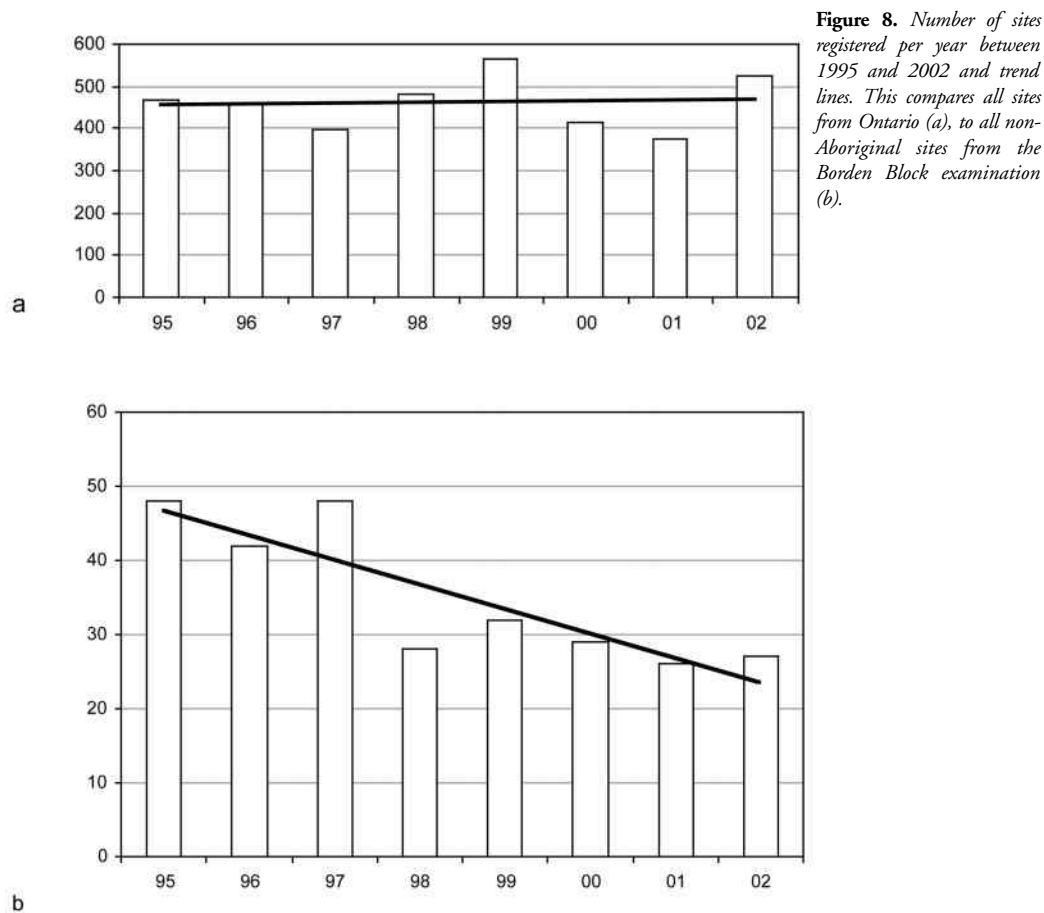 Figure 8. Number of sites
registered per year between
1995 and 2002 and trend
lines. This compares all sites
from Ontario (a), to all non-
Aboriginal sites from the
Borden Block examination
(b).
600
500
400
300
200
100
0
95 96 97 98 99 00 01 02
a
60
50
40
30
20
10
0
95 96 97 98 99 00 01 02
b